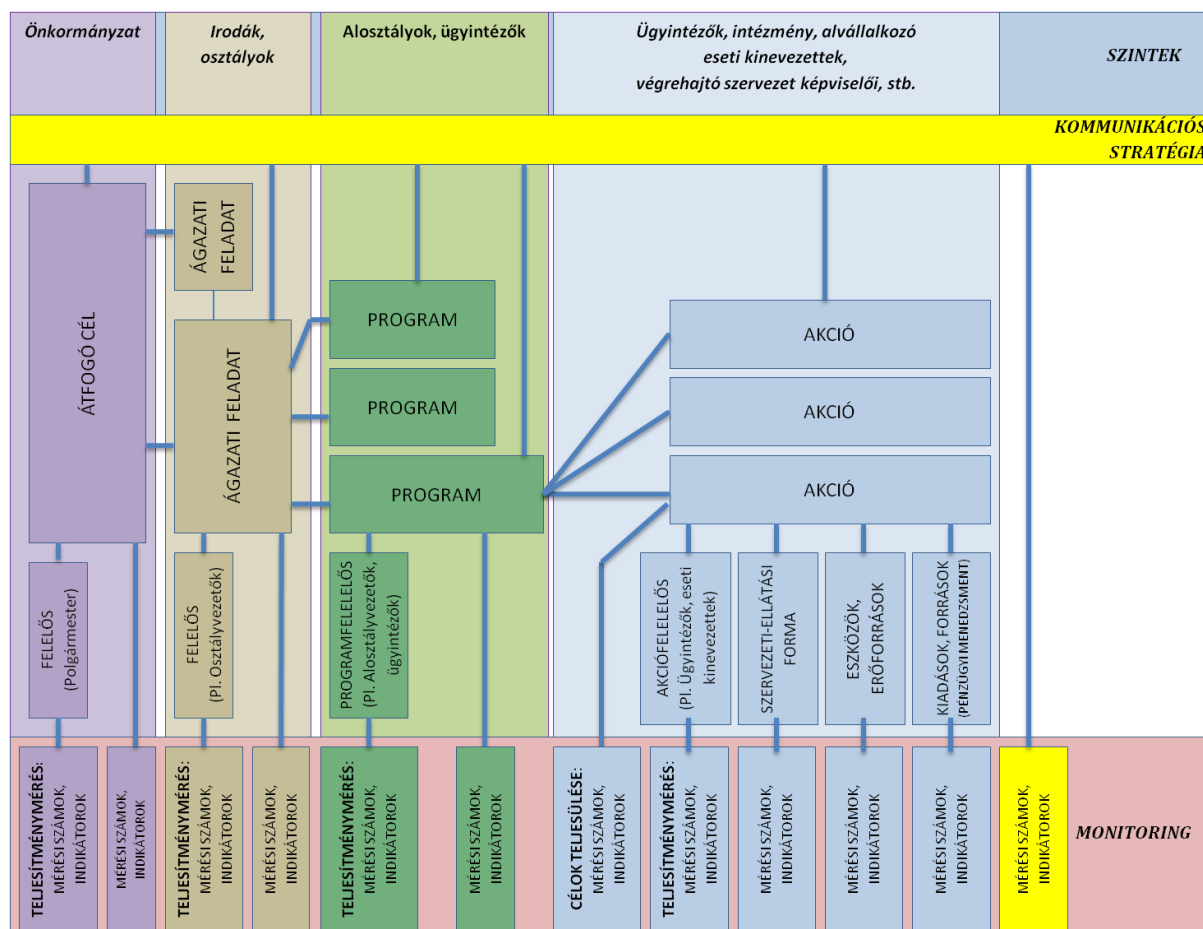 Önkormányzat
Irodák,
osztályok
Alosztályok, ügyintézők
Ügyintézők, intézmény, alvállalkozó
eseti kinevezettek,
végrehajtó szervezet képviselői, stb.
SZINTEK
KOMMUNIKÁCIÓS
STRATÉGIA
ÁTFOGÓ CÉL
ÁGAZATI
FELADAT
ÁGAZATI FELADAT
PROGRAM
PROGRAM
PROGRAM
AKCIÓ
AKCIÓ
AKCIÓ
FELELŐS
(Polgármester)
FELELŐS
(Pl. Osztályvezetők)
PROGRAMFELELELŐS
(Pl. Alosztályvezetők,
ügyintézők)
AKCIÓFELELELŐS
(Pl. Ügyintézők, eseti
kinevezettek)
SZERVEZETI-ELLÁTÁSI
FORMA
ESZKÖZÖK,
ERŐFORRÁSOK
KIADÁSOK, FORRÁSOK
(PÉNZÜGYI MENEDZSMENT)
TELJESÍTMÉNYMÉRÉS:
MÉRÉSI SZÁMOK,
INDIKÁTOROK
MÉRÉSI SZÁMOK,
INDIKÁTOROK
TELJESÍTMÉNYMÉRÉS:
MÉRÉSI SZÁMOK,
INDIKÁTOROK
MÉRÉSI SZÁMOK,
INDIKÁTOROK
TELJESÍTMÉNYMÉRÉS:
MÉRÉSI SZÁMOK,
INDIKÁTOROK
MÉRÉSI SZÁMOK,
INDIKÁTOROK
CÉLOK TELJESÜLÉSE:
MÉRÉSI SZÁMOK,
INDIKÁTOROK
TELJESÍTMÉNYMÉRÉS:
MÉRÉSI SZÁMOK,
INDIKÁTOROK
MÉRÉSI SZÁMOK,
INDIKÁTOROK
MÉRÉSI SZÁMOK,
INDIKÁTOROK
MÉRÉSI SZÁMOK,
INDIKÁTOROK
MÉRÉSI SZÁMOK,
INDIKÁTOROK
MONITORING